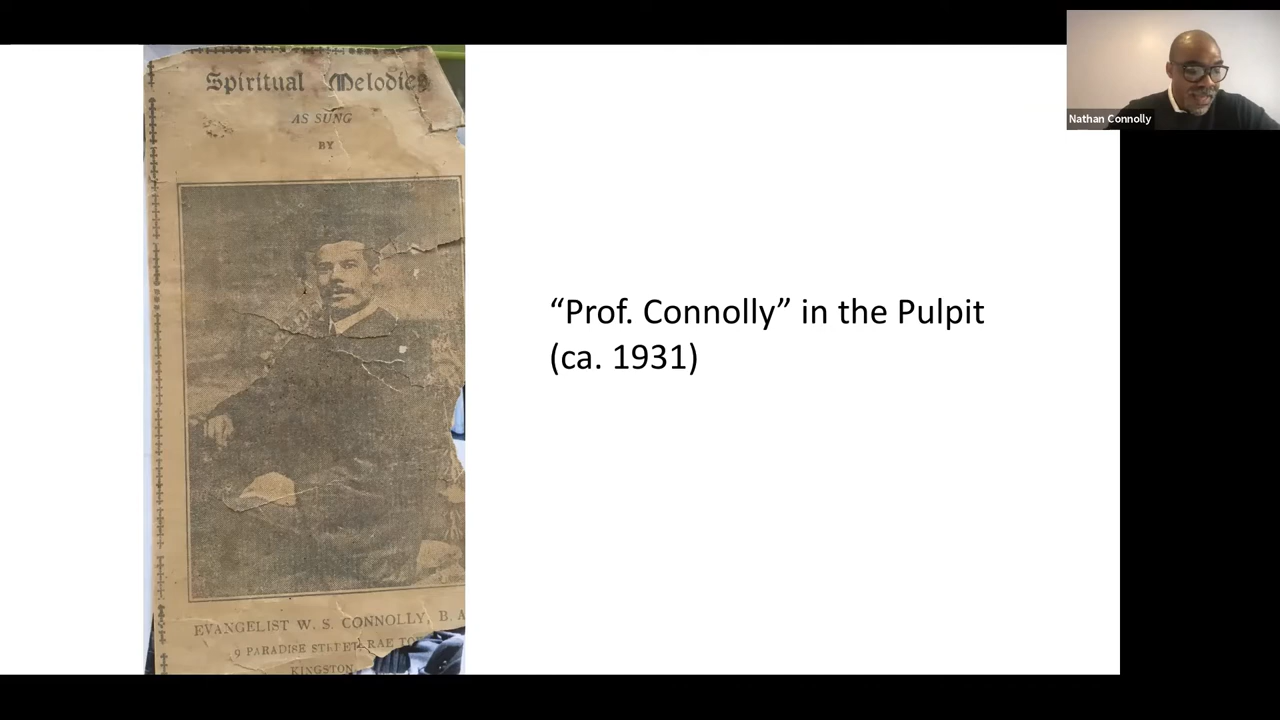 Spiritual Melodies
AS SUNG
BY
EVANGELIST W. S. CONNOLLY, B. A
9 PARADISE STREET, RAE TO
KINGSTON
“Prof. Connolly” in the Pulpit
(ca. 1931)
Nathan Connolly